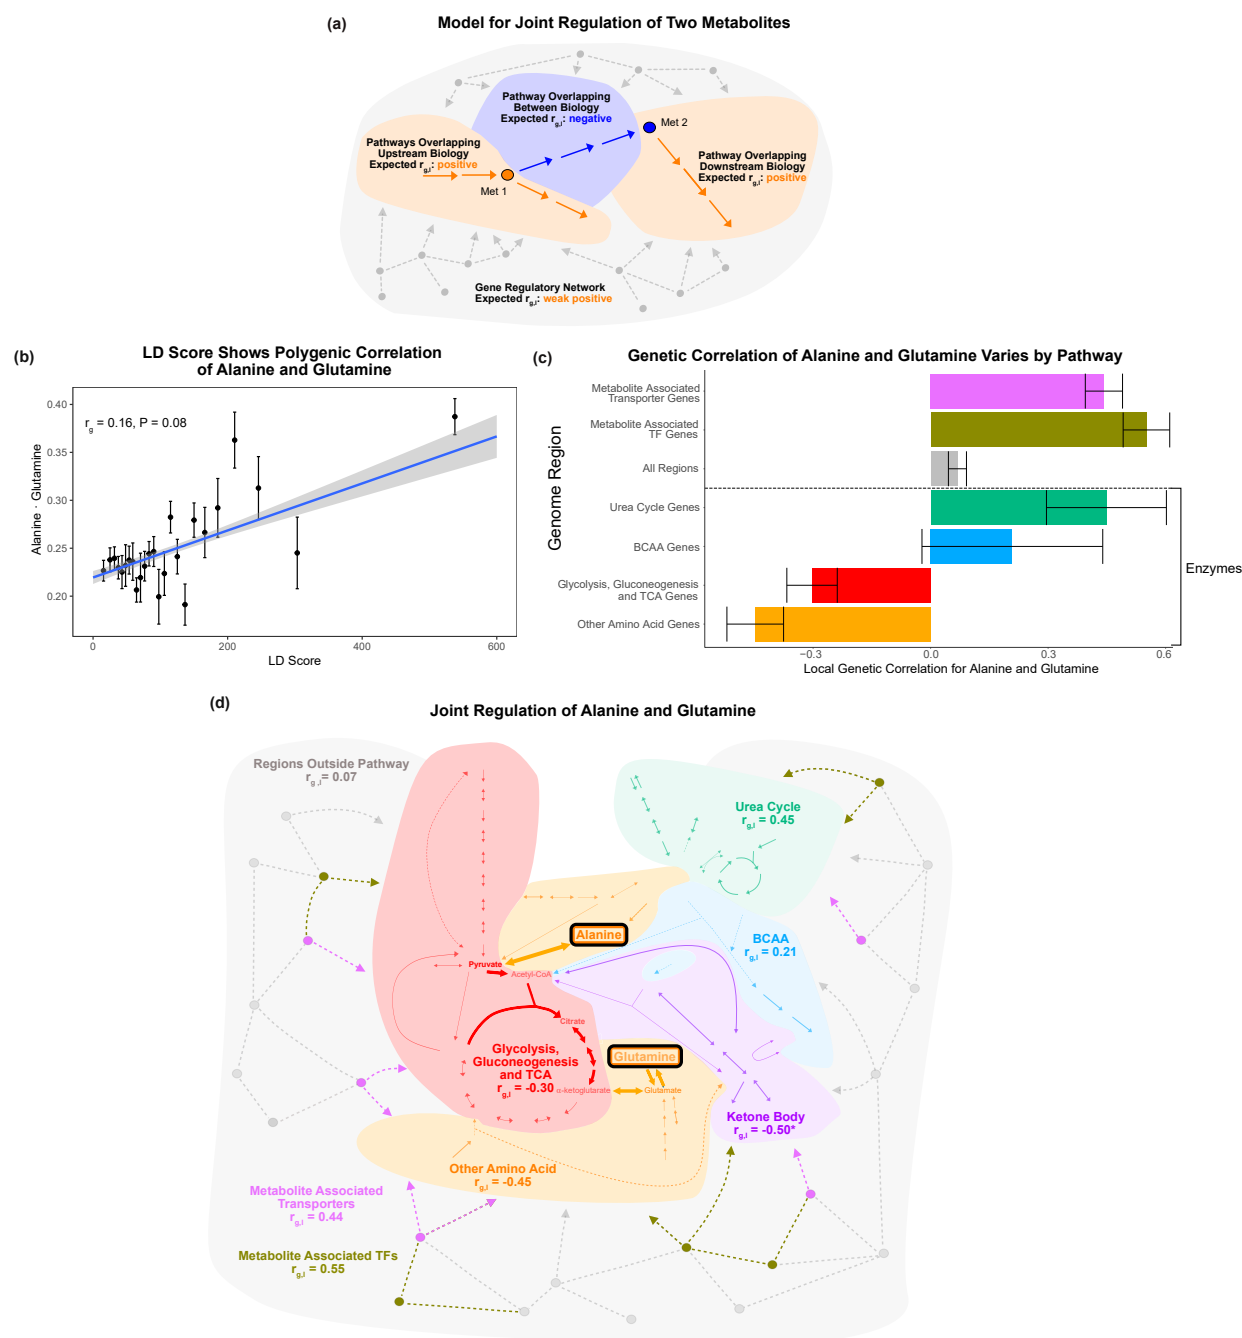 (a)
Model for Joint Regulation of Two Metabolites
Pathway Overlapping
Between Biology
Expected r_g,l: negative
Met 2
Pathways Overlapping
Upstream Biology
Expected r_g,l: positive
Met 1
Pathway Overlapping
Downstream Biology
Expected r_g,l: positive
Gene Regulatory Network
Expected r_g,l: weak positive
(b)
LD Score Shows Polygenic Correlation
of Alanine and Glutamine
r_g = 0.16, P = 0.08
Alanine · Glutamine
0.40
0.35
0.30
0.25
0.20
0
200
400
600
LD Score
(c)
Genetic Correlation of Alanine and Glutamine Varies by Pathway
Genome Region
Metabolite Associated
Transporter Genes
Metabolite Associated
TF Genes
All Regions
Urea Cycle Genes
BCAA Genes
Glycolysis, Gluconeogenesis
and TCA Genes
Other Amino Acid Genes
Enzymes
−0.3
0.0
0.3
0.6
Local Genetic Correlation for Alanine and Glutamine
(d)
Joint Regulation of Alanine and Glutamine
Regions Outside Pathway
r_g,l = 0.07
Urea Cycle
r_g,l = 0.45
Alanine
BCAA
r_g,l = 0.21
Pyruvate
Acetyl-CoA
Citrate
Glycolysis,
Gluconeogenesis
and TCA
r_g,l = -0.30
Glutamine
α-ketoglutarate
Glutamate
Ketone Body
r_g,l = -0.50*
Other Amino Acid
r_g,l = -0.45
Metabolite Associated
Transporters
r_g,l = 0.44
Metabolite Associated TFs
r_g,l = 0.55